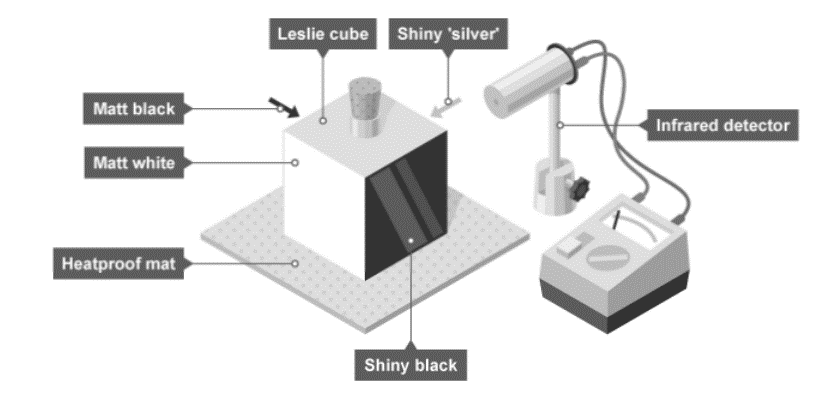 Leslie cube
Shiny 'silver'
Matt black
Infrared detector
Matt white
Heatproof mat
Shiny black